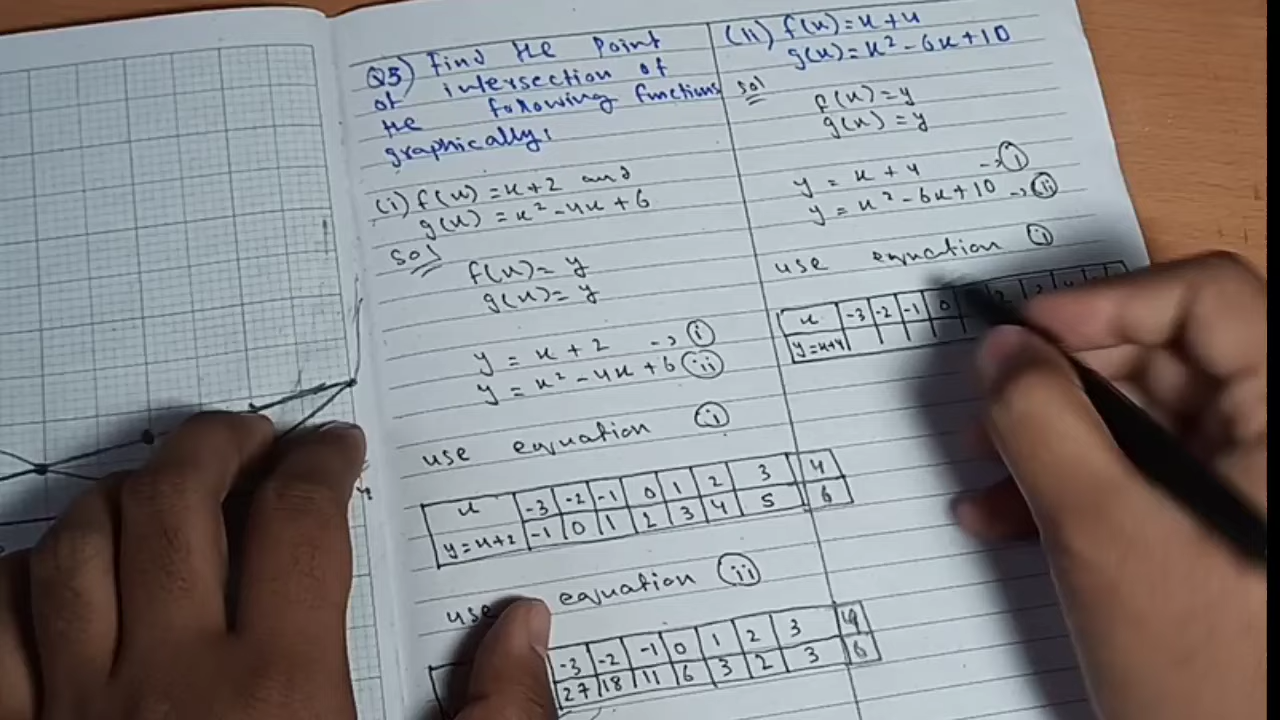 Q5) Find the point
of intersection of
the following functions
graphically:
(i) f(x) = x+2 and
g(x) = x² - 4x + 6
Sol
f(x) = y
g(x) = y
y = x + 2 → (i)
y = x² - 4x + 6 (ii)
use equation (i)
x -3 -2 -1 0 1 2 3 4
y = x+2 -1 0 1 2 3 4 5 6
use equation (ii)
-3 -2 -1 0 1 2 3 4
27 18 11 6 3 2 3 6
(ii) f(x) = x + 4
g(x) = x² - 6x + 10
Sol
f(x) = y
g(x) = y
y = x + 4 → (i)
y = x² - 6x + 10 → (ii)
use equation (i)
x -3 -2 -1 0 2 3
y = x+4